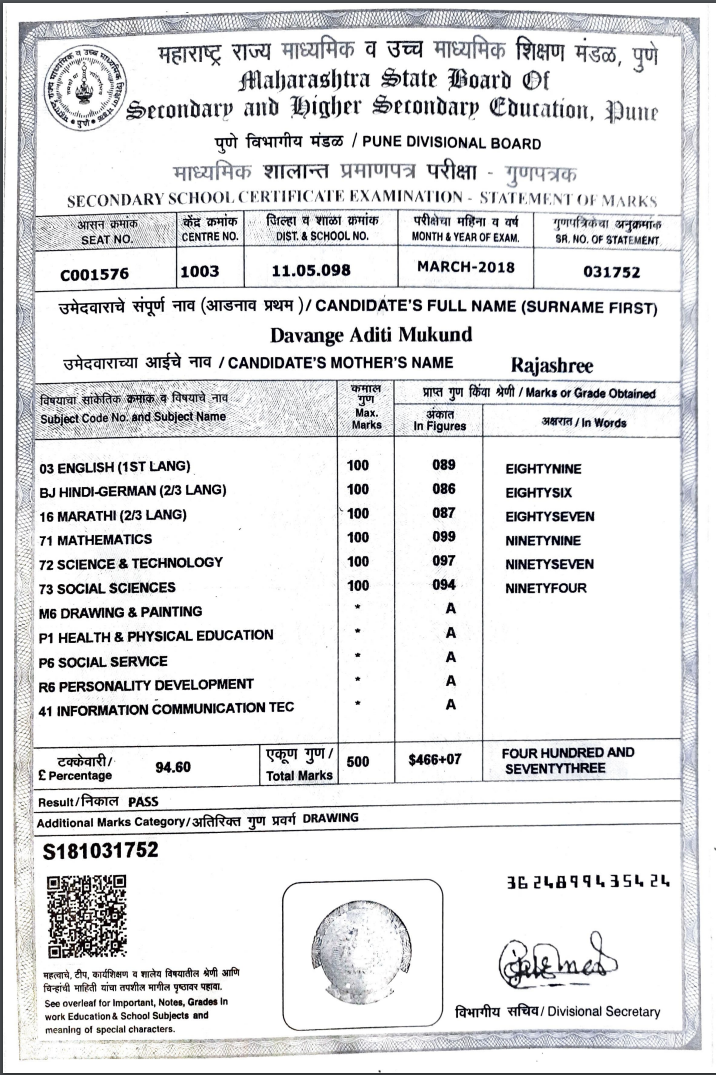 महाराष्ट्र राज्य माध्यमिक व उच्च माध्यमिक शिक्षण मंडळ, पुणे
Maharashtra State Board Of
Secondary and Higher Secondary Education, Pune
पुणे विभागीय मंडळ / PUNE DIVISIONAL BOARD
माध्यमिक शालान्त प्रमाणपत्र परीक्षा - गुणपत्रक
SECONDARY SCHOOL CERTIFICATE EXAMINATION - STATEMENT OF MARKS
आसन क्रमांक केंद्र क्रमांक जिल्हा व शाळा क्रमांक परीक्षेचा महिना व वर्ष गुणपत्रिकेचा अनुक्रमांक
SEAT NO. CENTRE NO. DIST. & SCHOOL NO. MONTH & YEAR OF EXAM. SR. NO. OF STATEMENT
C001576 1003 11.05.098 MARCH-2018 031752
उमेदवाराचे संपूर्ण नाव (आडनाव प्रथम )/ CANDIDATE'S FULL NAME (SURNAME FIRST)
Davange Aditi Mukund
उमेदवाराच्या आईचे नाव / CANDIDATE'S MOTHER'S NAME Rajashree
विषयाचा सांकेतिक क्रमांक व विषयाचे नाव
Subject Code No. and Subject Name
कमाल
गुण
Max.
Marks
प्राप्त गुण किंवा श्रेणी / Marks or Grade Obtained
अंकात
In Figures
अक्षरात / In Words
03 ENGLISH (1ST LANG) 100 089 EIGHTYNINE
BJ HINDI-GERMAN (2/3 LANG) 100 086 EIGHTYSIX
16 MARATHI (2/3 LANG) 100 087 EIGHTYSEVEN
71 MATHEMATICS 100 099 NINETYNINE
72 SCIENCE & TECHNOLOGY 100 097 NINETYSEVEN
73 SOCIAL SCIENCES 100 094 NINETYFOUR
M6 DRAWING & PAINTING * A
P1 HEALTH & PHYSICAL EDUCATION * A
P6 SOCIAL SERVICE * A
R6 PERSONALITY DEVELOPMENT * A
41 INFORMATION COMMUNICATION TEC * A
टक्केवारी/
£ Percentage
94.60
एकूण गुण /
Total Marks
500
$466+07
FOUR HUNDRED AND
SEVENTYTHREE
Result/निकाल PASS
Additional Marks Category/अतिरिक्त गुण प्रवर्ग DRAWING
S181031752
3624899435424
महत्वाचे, टीप, कार्यशिक्षण व शालेय विषयातील श्रेणी आणि
चिन्हांची माहिती यांचा तपशील मागील पृष्ठावर पहावा.
See overleaf for Important, Notes, Grades in
work Education & School Subjects and
meaning of special characters.
विभागीय सचिव/ Divisional Secretary